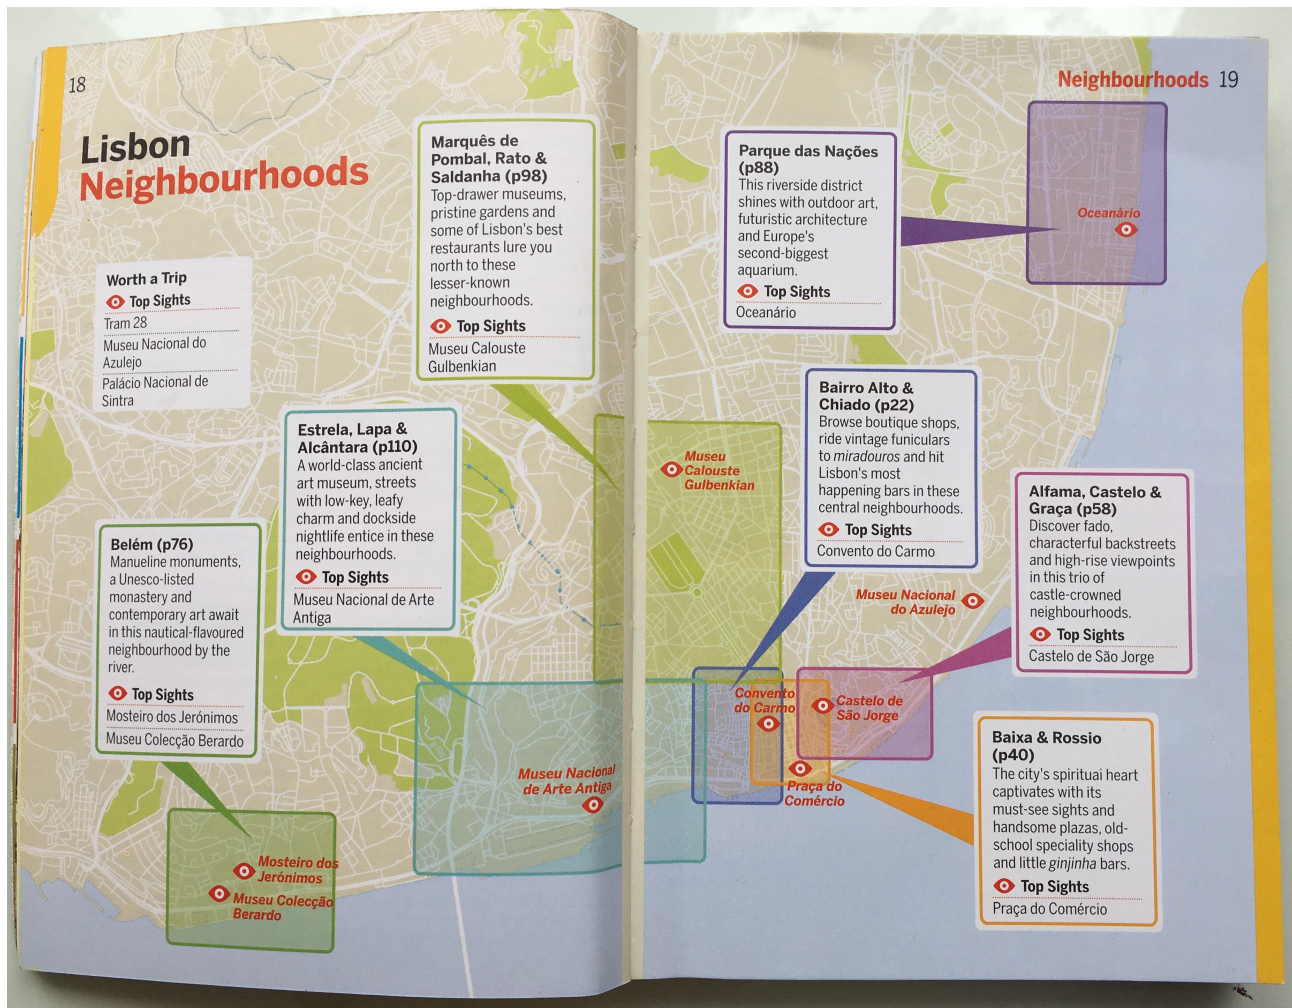 18
Lisbon
Neighbourhoods
Worth a Trip
Top Sights
Tram 28
Museu Nacional do
Azulejo
Palácio Nacional de
Sintra
Marquês de
Pombal, Rato &
Saldanha (p98)
Top-drawer museums,
pristine gardens and
some of Lisbon's best
restaurants lure you
north to these
lesser-known
neighbourhoods.
Top Sights
Museu Calouste
Gulbenkian
Estrela, Lapa &
Alcântara (p110)
A world-class ancient
art museum, streets
with low-key, leafy
charm and dockside
nightlife entice in these
neighbourhoods.
Top Sights
Museu Nacional de Arte
Antiga
Belém (p76)
Manueline monuments,
a Unesco-listed
monastery and
contemporary art await
in this nautical-flavoured
neighbourhood by the
river.
Top Sights
Mosteiro dos Jerónimos
Museu Colecção Berardo
Museu Nacional
de Arte Antiga
Mosteiro dos
Jerónimos
Museu Colecção
Berardo
Neighbourhoods 19
Parque das Nações
(p88)
This riverside district
shines with outdoor art,
futuristic architecture
and Europe's
second-biggest
aquarium.
Top Sights
Oceanário
Oceanário
Bairro Alto &
Chiado (p22)
Browse boutique shops,
ride vintage funiculars
to miradouros and hit
Lisbon's most
happening bars in these
central neighbourhoods.
Top Sights
Convento do Carmo
Museu
Calouste
Gulbenkian
Alfama, Castelo &
Graça (p58)
Discover fado,
characterful backstreets
and high-rise viewpoints
in this trio of
castle-crowned
neighbourhoods.
Top Sights
Castelo de São Jorge
Museu Nacional
do Azulejo
Convento
do Carmo
Castelo de
São Jorge
Praça do
Comércio
Baixa & Rossio
(p40)
The city's spirituai heart
captivates with its
must-see sights and
handsome plazas, old-
school speciality shops
and little ginjinha bars.
Top Sights
Praça do Comércio